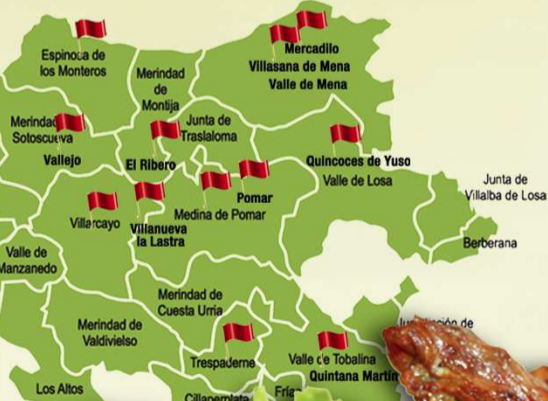 Mercadilo
Espinosa de
los Monteros
Villasana de Mena
Merindad
de
Montija
Valle de Mena
Merindad
Sotoscueva
Junta de
Traslaloma
Vallejo
El Ribero
Quincoces de Yuso
Valle de Losa
Junta de
Villalba de Losa
Pomar
Villarcayo
Medina de Pomar
Villanueva
la Lastra
Berberana
Valle de
Manzanedo
Merindad de
Cuesta Urria
Merindad de
Valdivielso
de
Trespaderne
Valle de Tobalina
Quintana Martín
Los Altos
Cillaperlata
Frías